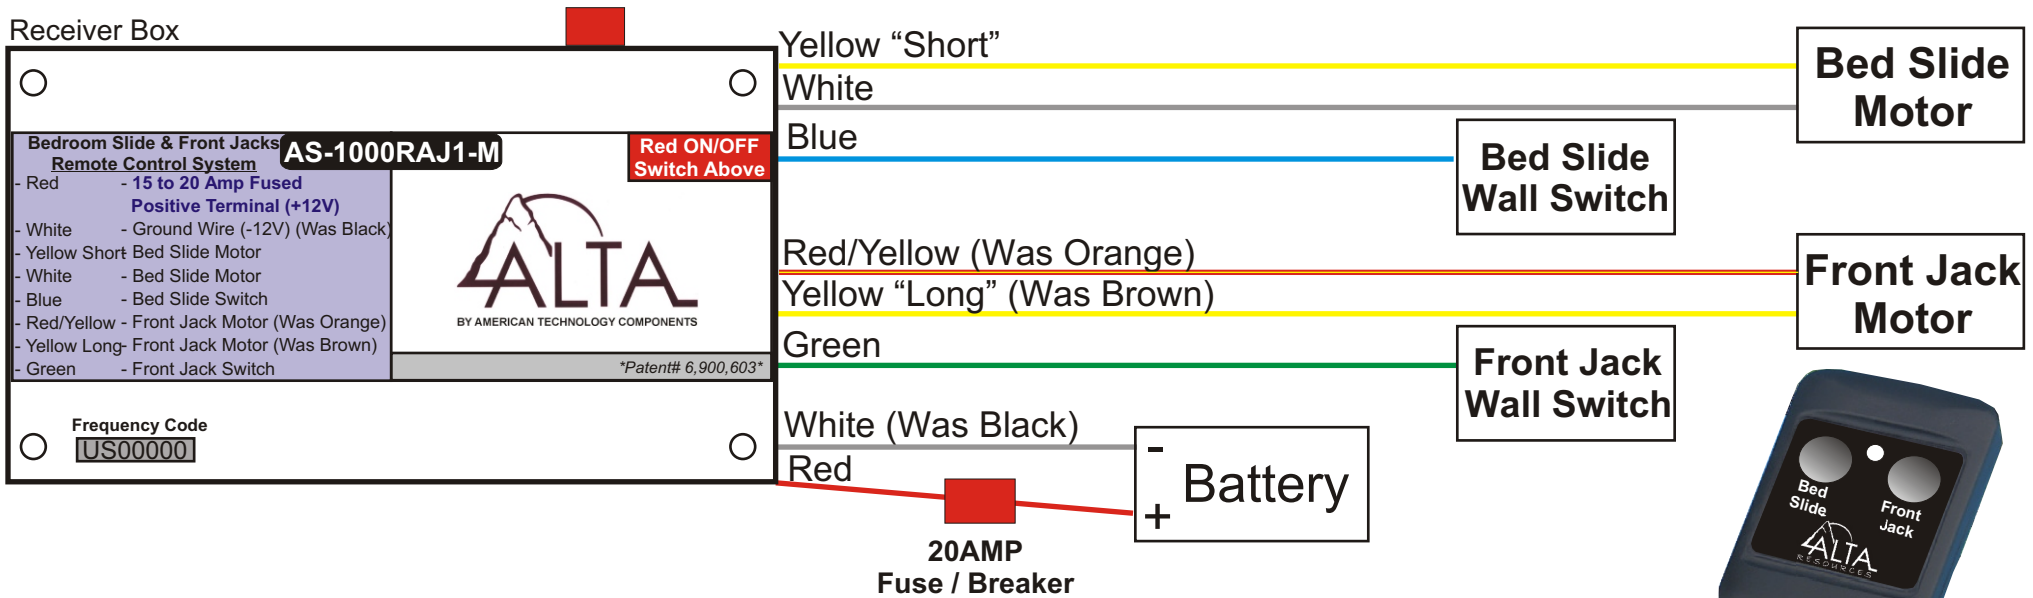 Receiver Box
Bedroom Slide & Front Jacks
Remote Control System
AS-1000RAJ1-M
Red ON/OFF
Switch Above
- Red - 15 to 20 Amp Fused
Positive Terminal (+12V)
- White - Ground Wire (-12V) (Was Black)
- Yellow Short- Bed Slide Motor
- White - Bed Slide Motor
- Blue - Bed Slide Switch
- Red/Yellow - Front Jack Motor (Was Orange)
- Yellow Long- Front Jack Motor (Was Brown)
- Green - Front Jack Switch
ALTA
BY AMERICAN TECHNOLOGY COMPONENTS
*Patent# 6,900,603*
Frequency Code
US00000
Yellow “Short”
White
Bed Slide
Motor
Blue
Bed Slide
Wall Switch
Red/Yellow (Was Orange)
Yellow “Long” (Was Brown)
Front Jack
Motor
Green
Front Jack
Wall Switch
White (Was Black)
Red
-
+
Battery
20AMP
Fuse / Breaker
Bed
Slide
Front
Jack
ALTA
RESOURCES